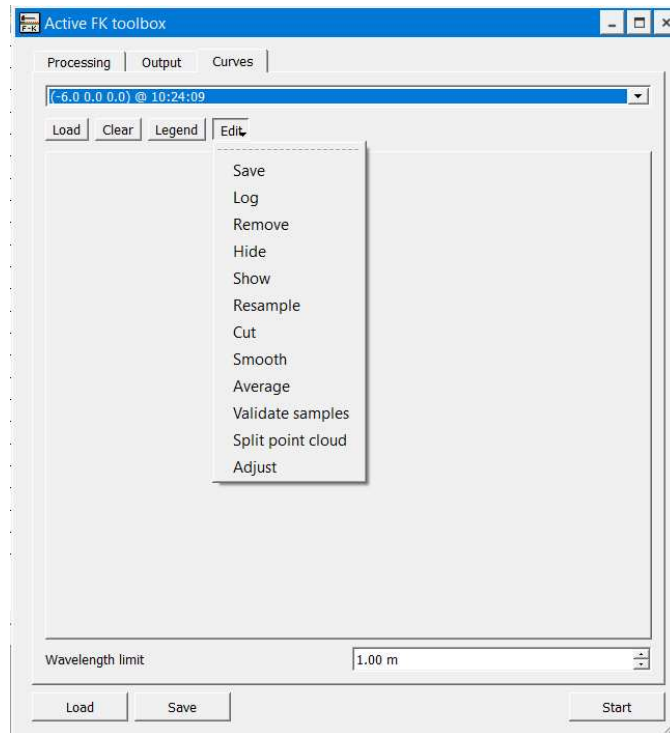 F-K Active FK toolbox
Processing Output Curves
(-6.0 0.0 0.0) @ 10:24:09
Load Clear Legend Edit
Save
Log
Remove
Hide
Show
Resample
Cut
Smooth
Average
Validate samples
Split point cloud
Adjust
Wavelength limit 1.00 m
Load Save Start